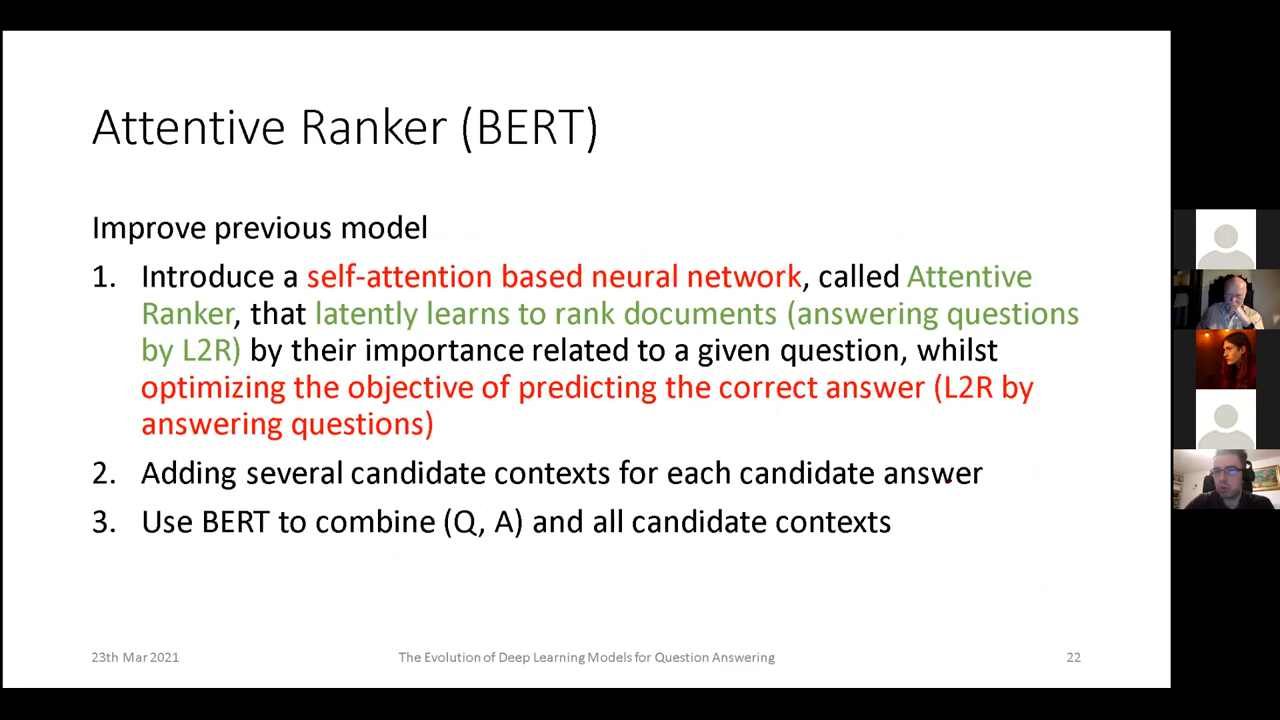 Attentive Ranker (BERT)
Improve previous model
1. Introduce a self-attention based neural network, called Attentive
Ranker, that latently learns to rank documents (answering questions
by L2R) by their importance related to a given question, whilst
optimizing the objective of predicting the correct answer (L2R by
answering questions)
2. Adding several candidate contexts for each candidate answer
3. Use BERT to combine (Q, A) and all candidate contexts
23th Mar 2021
The Evolution of Deep Learning Models for Question Answering
22